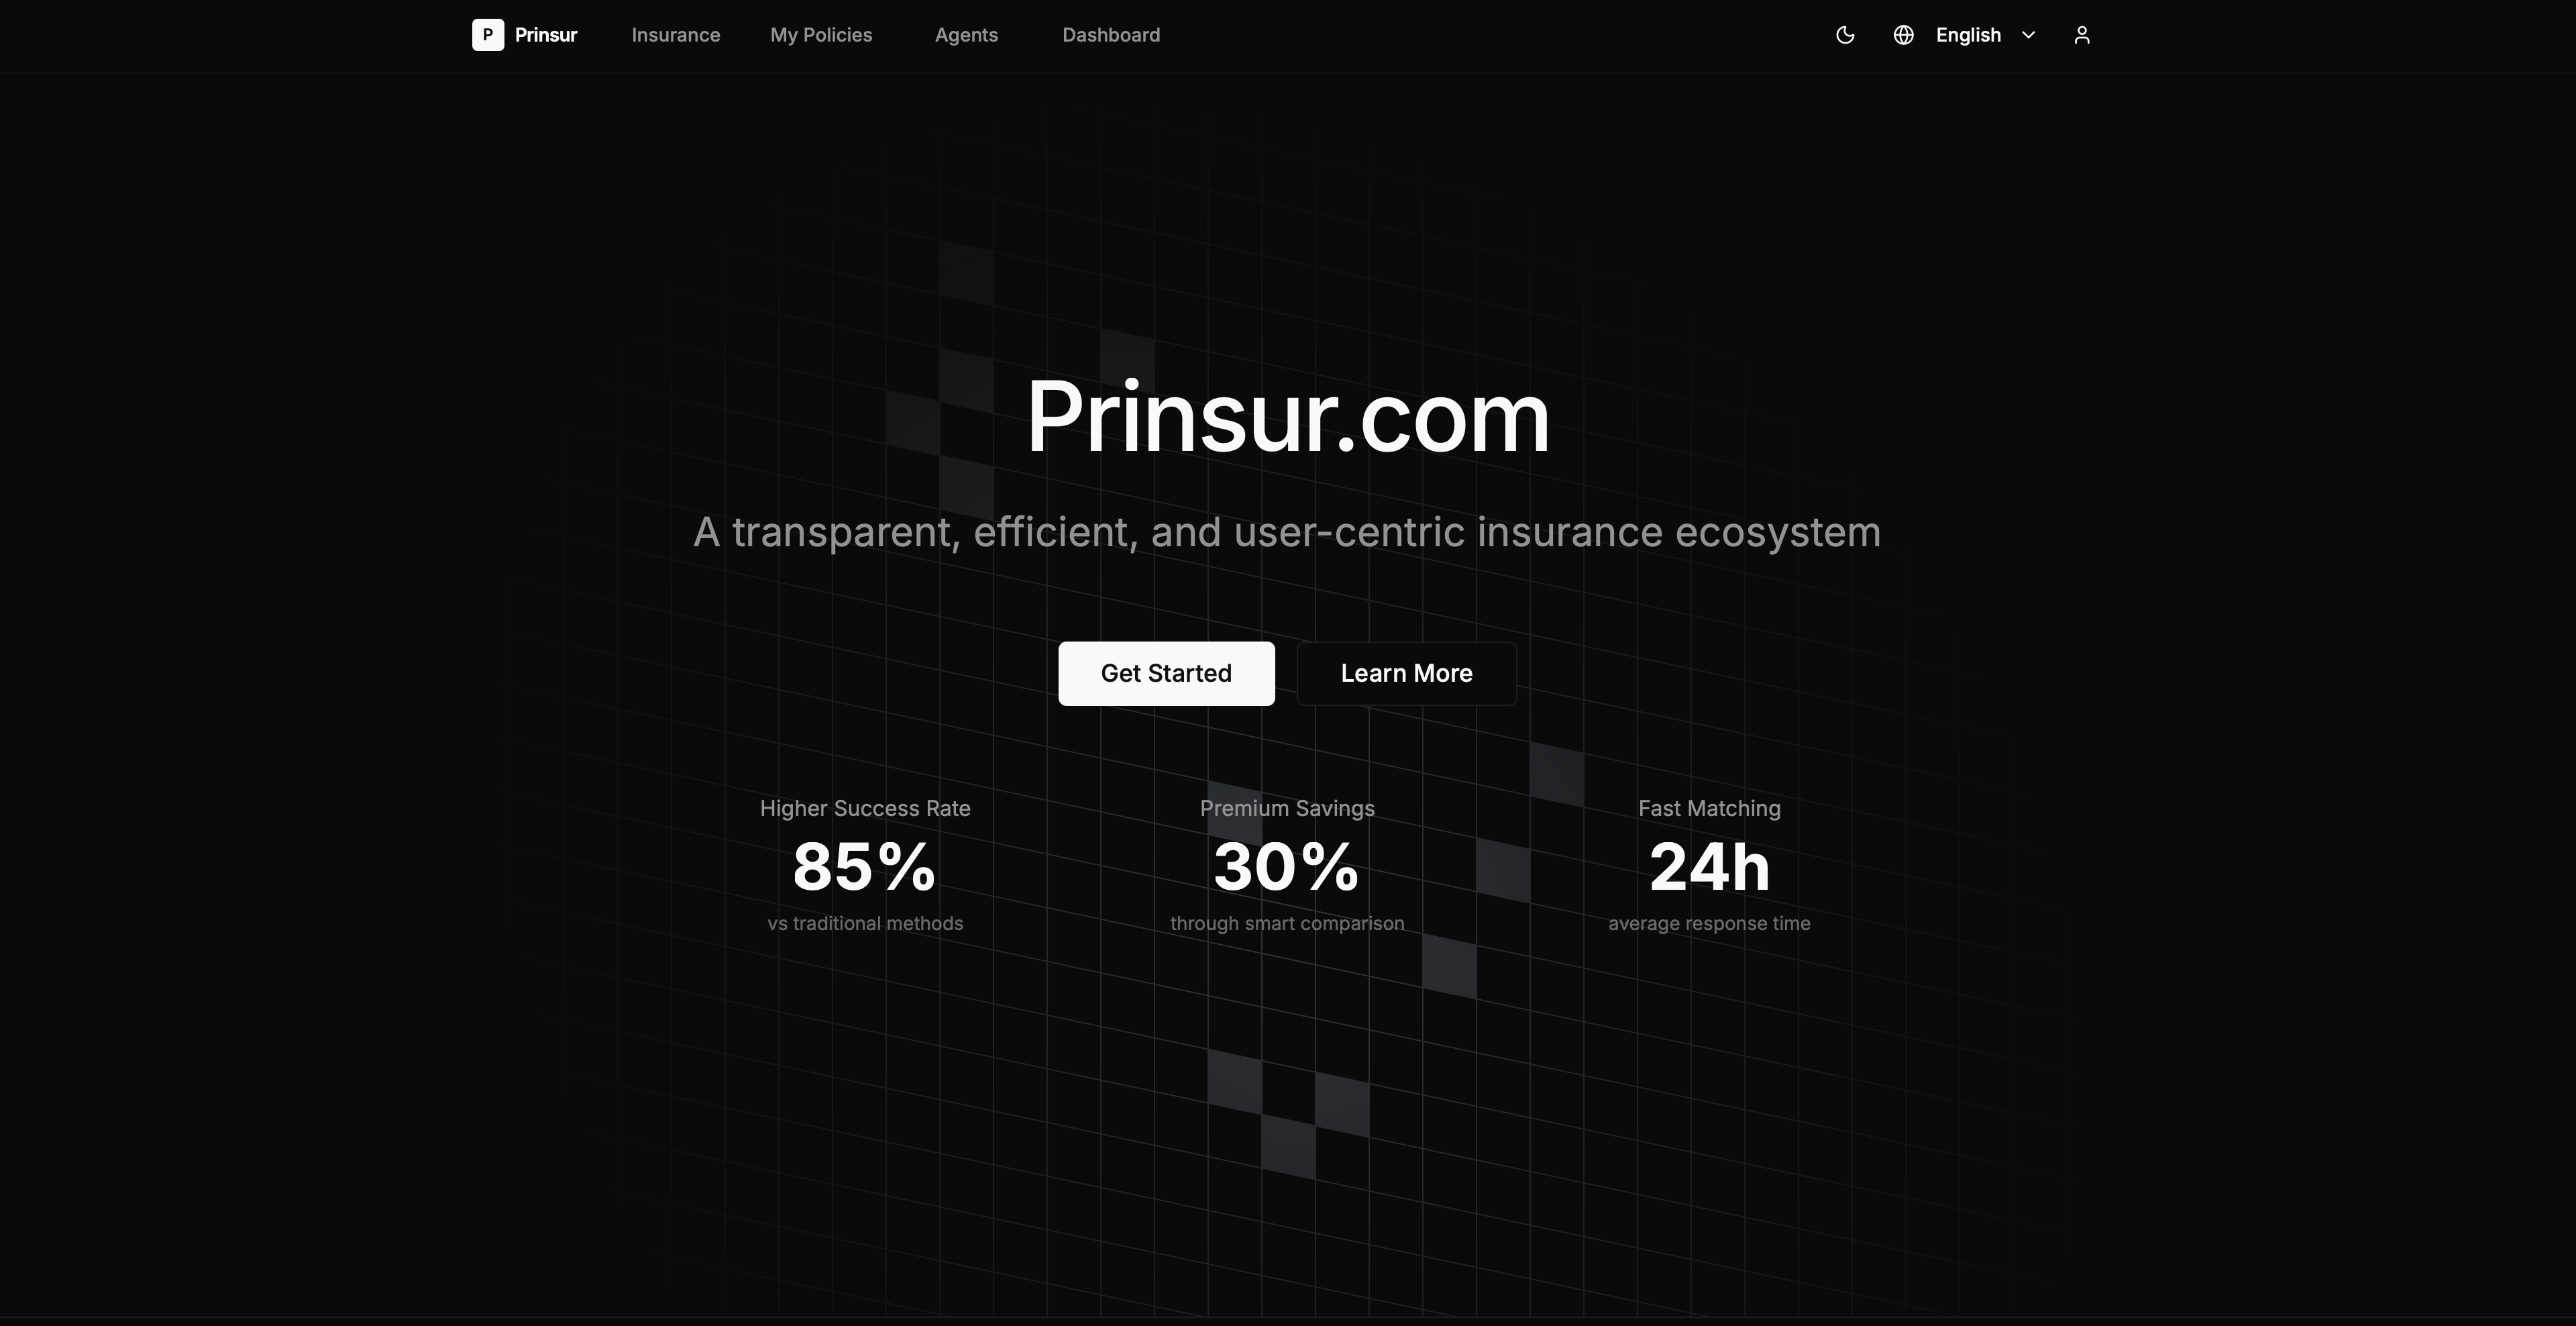 P Prinsur Insurance My Policies Agents Dashboard English
Prinsur.com
A transparent, efficient, and user-centric insurance ecosystem
Get Started Learn More
Higher Success Rate Premium Savings Fast Matching
85% 30% 24h
vs traditional methods through smart comparison average response time